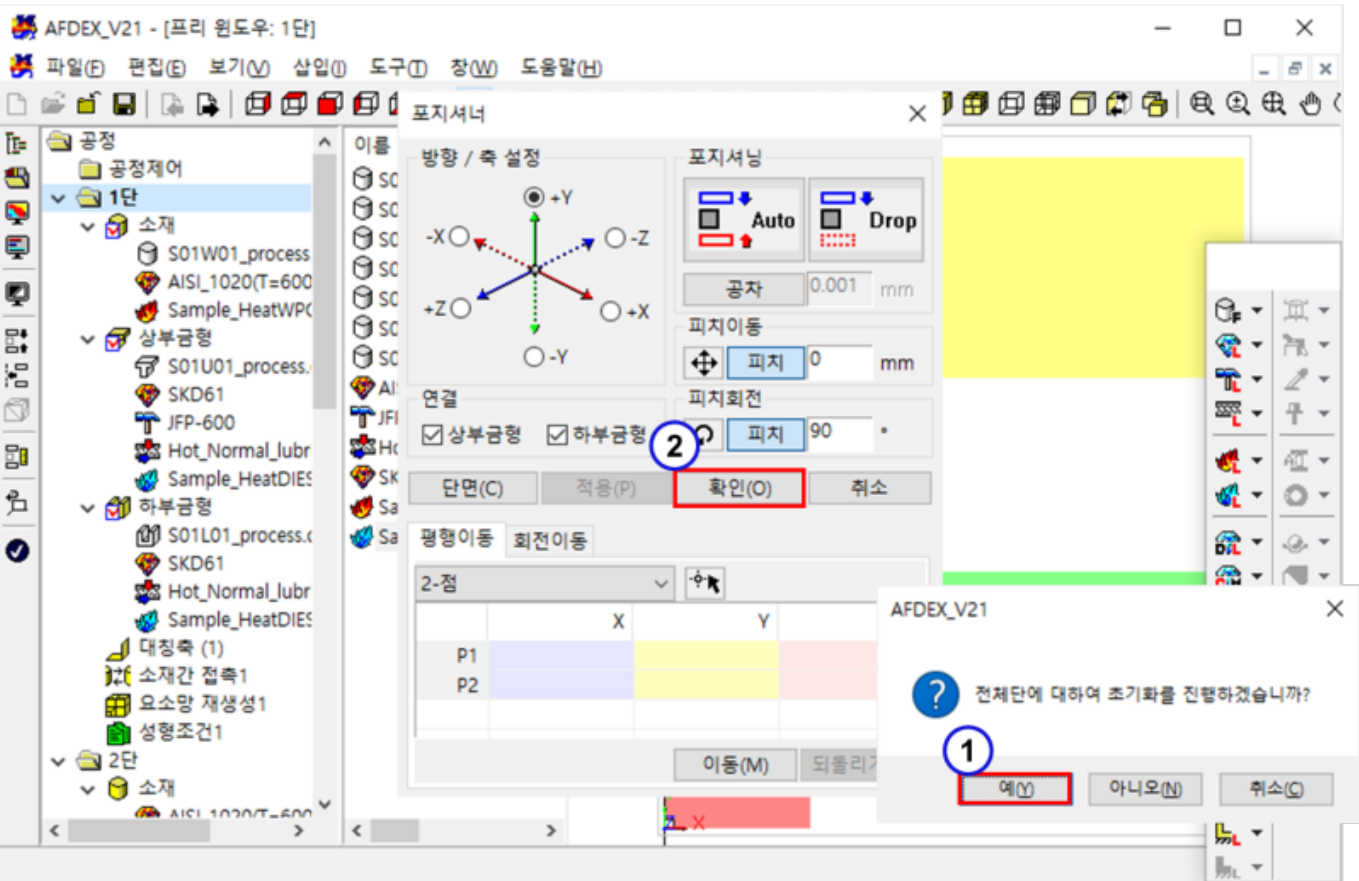 AFDEX_V21 - [프리 윈도우: 1단]
파일(F) 편집(E) 보기(V) 삽입(I) 도구(T) 창(W) 도움말(H)
공정
공정제어
1단
소재
S01W01_process
AISI_1020(T=600
Sample_HeatWPC
상부금형
S01U01_process.
SKD61
JFP-600
Hot_Normal_lubr
Sample_HeatDIES
하부금형
S01L01_process.
SKD61
Hot_Normal_lubr
Sample_HeatDIES
대칭축 (1)
소재간 접촉1
요소망 재생성1
성형조건1
2단
소재
AISI_1020(T=600
이름
포지셔너
방향 / 축 설정
+Y
-X
-Z
+Z
+X
-Y
포지셔닝
Auto
Drop
공차 0.001 mm
피치이동
피치 0 mm
연결
상부금형 하부금형
피치회전
피치 90 °
2
단면(C) 적용(P) 확인(O) 취소
평행이동 회전이동
2-점
X Y
P1
P2
이동(M)
X
AFDEX_V21
전체단에 대하여 초기화를 진행하겠습니까?
1
예(Y) 아니오(N) 취소(C)